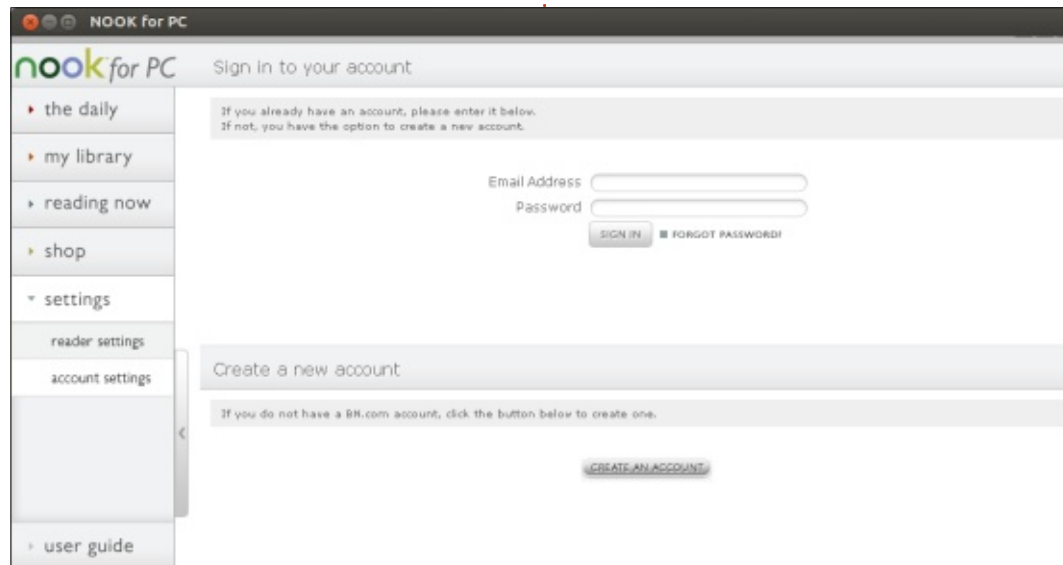 NOOK for PC
nook for PC
Sign in to your account
the daily
my library
reading now
shop
settings
reader settings
account settings
user guide
If you already have an account, please enter it below.
If not, you have the option to create a new account.
Email Address
Password
SIGN IN
FORGOT PASSWORD?
Create a new account
If you do not have a BN.com account, click the button below to create one.
CREATE AN ACCOUNT